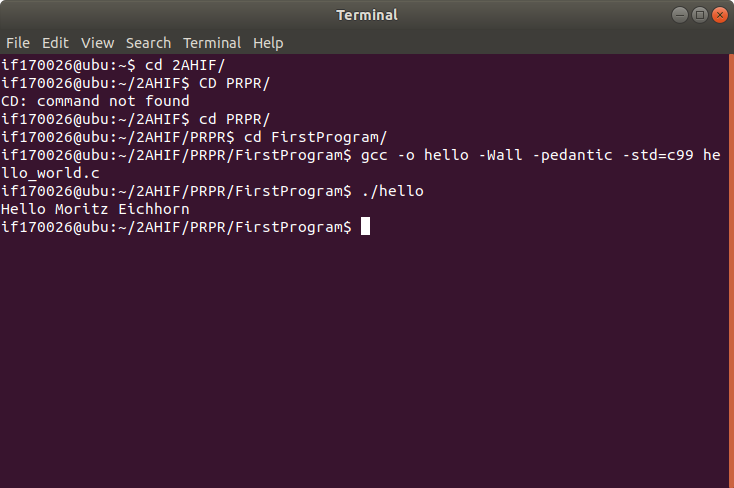 Terminal
File Edit View Search Terminal Help
if170026@ubu:~$ cd 2AHIF/
if170026@ubu:~/2AHIF$ CD PRPR/
CD: command not found
if170026@ubu:~/2AHIF$ cd PRPR/
if170026@ubu:~/2AHIF/PRPR$ cd FirstProgram/
if170026@ubu:~/2AHIF/PRPR/FirstProgram$ gcc -o hello -Wall -pedantic -std=c99 he
llo_world.c
if170026@ubu:~/2AHIF/PRPR/FirstProgram$ ./hello
Hello Moritz Eichhorn
if170026@ubu:~/2AHIF/PRPR/FirstProgram$